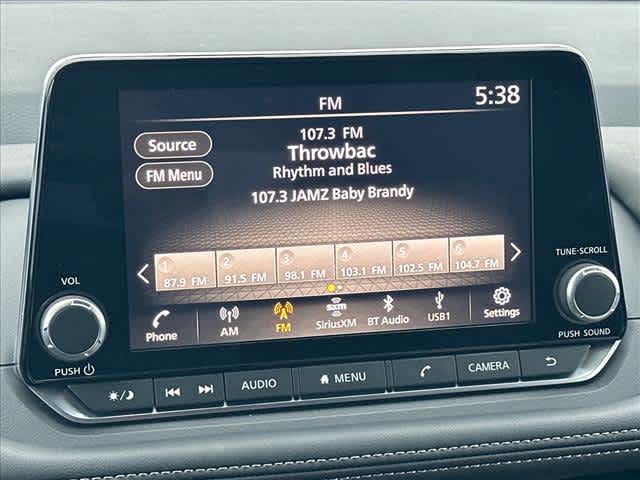 FM
5:38
Source
FM Menu
107.3 FM
Throwbac
Rhythm and Blues
107.3 JAMZ Baby Brandy
1 2 3 4 5 6
87.9 FM 91.5 FM 98.1 FM 103.1 FM 102.5 FM 104.7 FM
Phone AM FM SiriusXM BT Audio USB1 Settings
VOL
PUSH
TUNE-SCROLL
PUSH SOUND
AUDIO MENU CAMERA